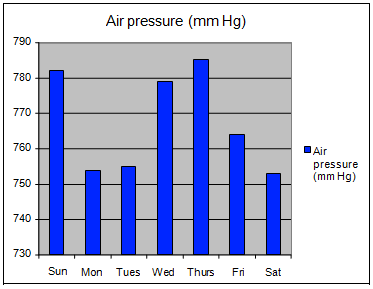 Air pressure (mm Hg)
790
780
770
760
750
740
730
Sun Mon Tues Wed Thurs Fri Sat
Air
pressure
(mm Hg)